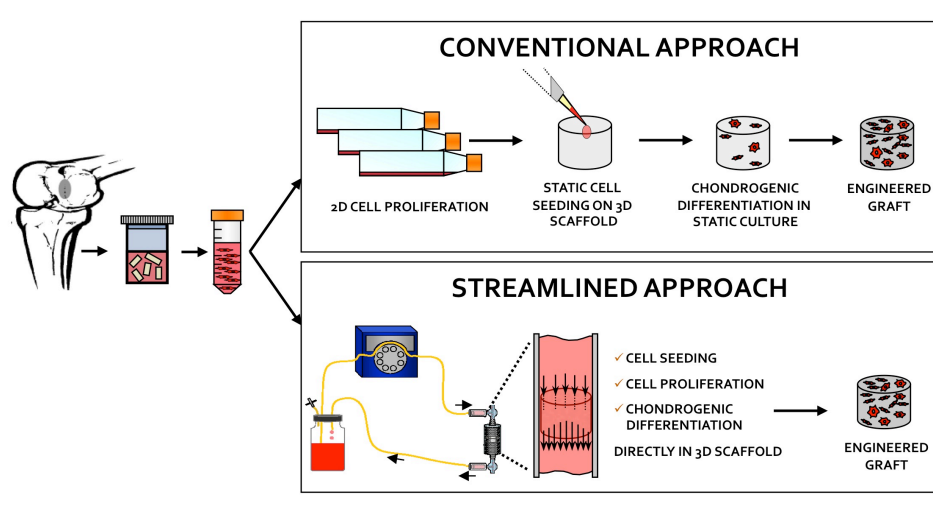 CONVENTIONAL APPROACH
2D CELL PROLIFERATION
STATIC CELL
SEEDING ON 3D
SCAFFOLD
CHONDROGENIC
DIFFERENTIATION IN
STATIC CULTURE
ENGINEERED
GRAFT
STREAMLINED APPROACH
✓ CELL SEEDING
✓ CELL PROLIFERATION
✓ CHONDROGENIC
DIFFERENTIATION
DIRECTLY IN 3D SCAFFOLD
ENGINEERED
GRAFT